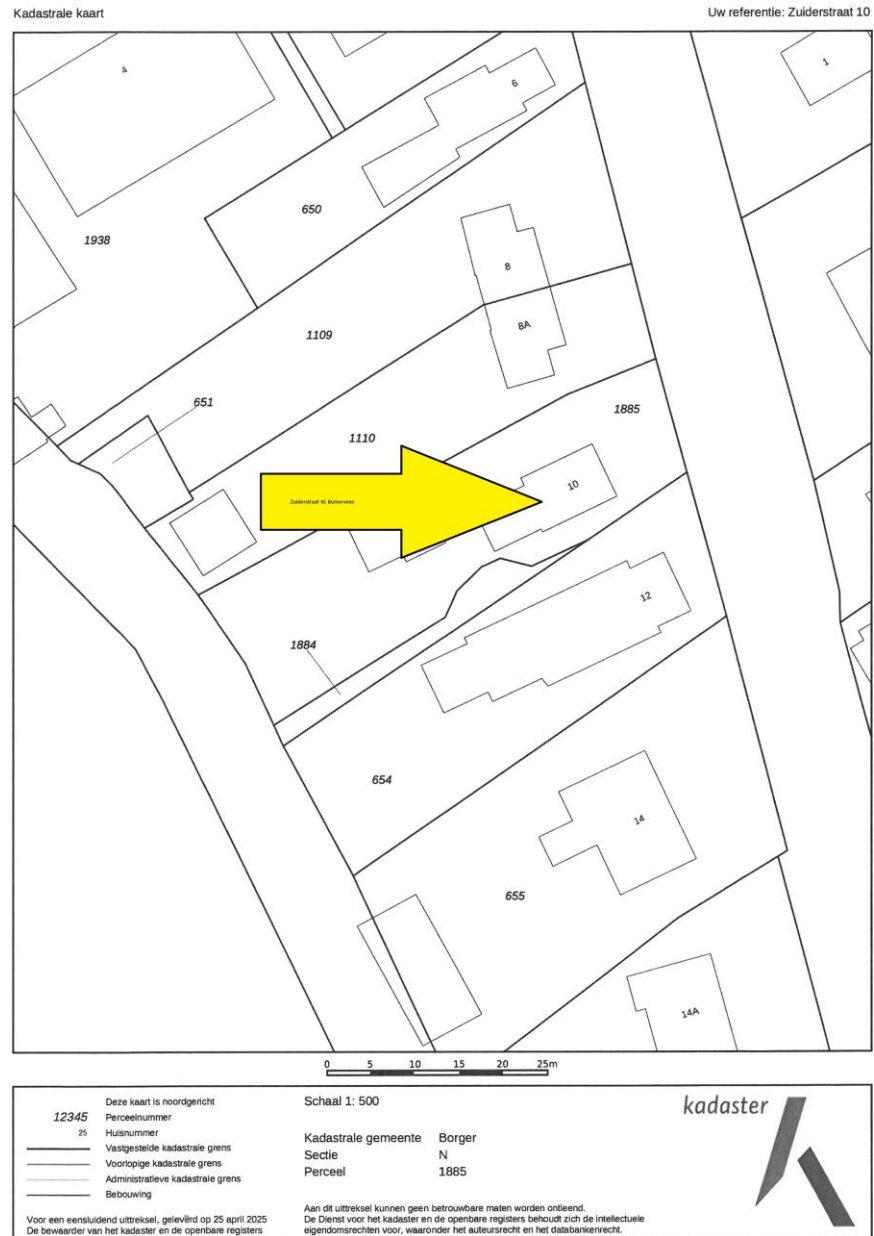 Kadastrale kaart
Uw referentie: Zuiderstraat 10
4
6
1
650
1938
8
1109
8A
651
1885
1110
10
Zuiderstraat 10, Buinerveen
12
1884
654
14
655
14A
0 5 10 15 20 25m
Deze kaart is noordgericht
12345 Perceelnummer
25 Huisnummer
Vastgestelde kadastrale grens
Voorlopige kadastrale grens
Administratieve kadastrale grens
Bebouwing
Voor een eensluidend uittreksel, geleverd op 25 april 2025
De bewaarder van het kadaster en de openbare registers
Schaal 1: 500
Kadastrale gemeente Borger
Sectie N
Perceel 1885
Aan dit uittreksel kunnen geen betrouwbare maten worden ontleend.
De Dienst voor het kadaster en de openbare registers behoudt zich de intellectuele
eigendomsrechten voor, waaronder het auteursrecht en het databankenrecht.
kadaster